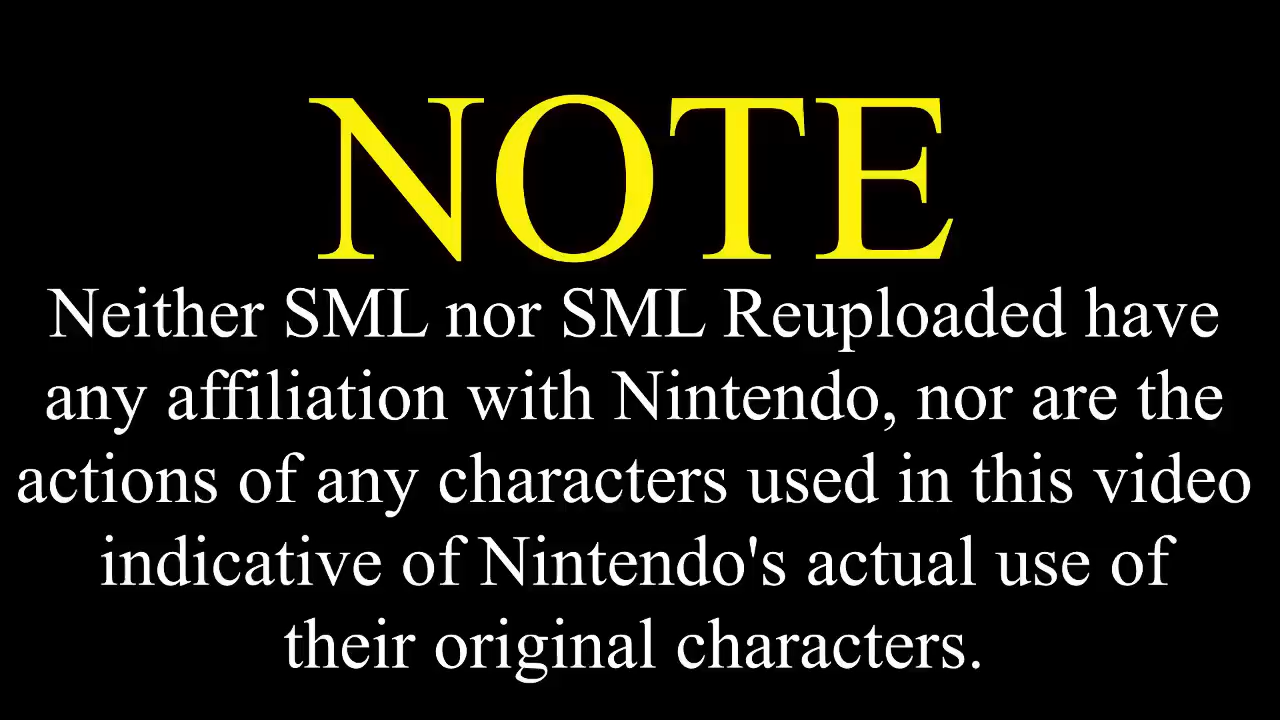 NOTE
Neither SML nor SML Reuploaded have
any affiliation with Nintendo, nor are the
actions of any characters used in this video
indicative of Nintendo's actual use of
their original characters.